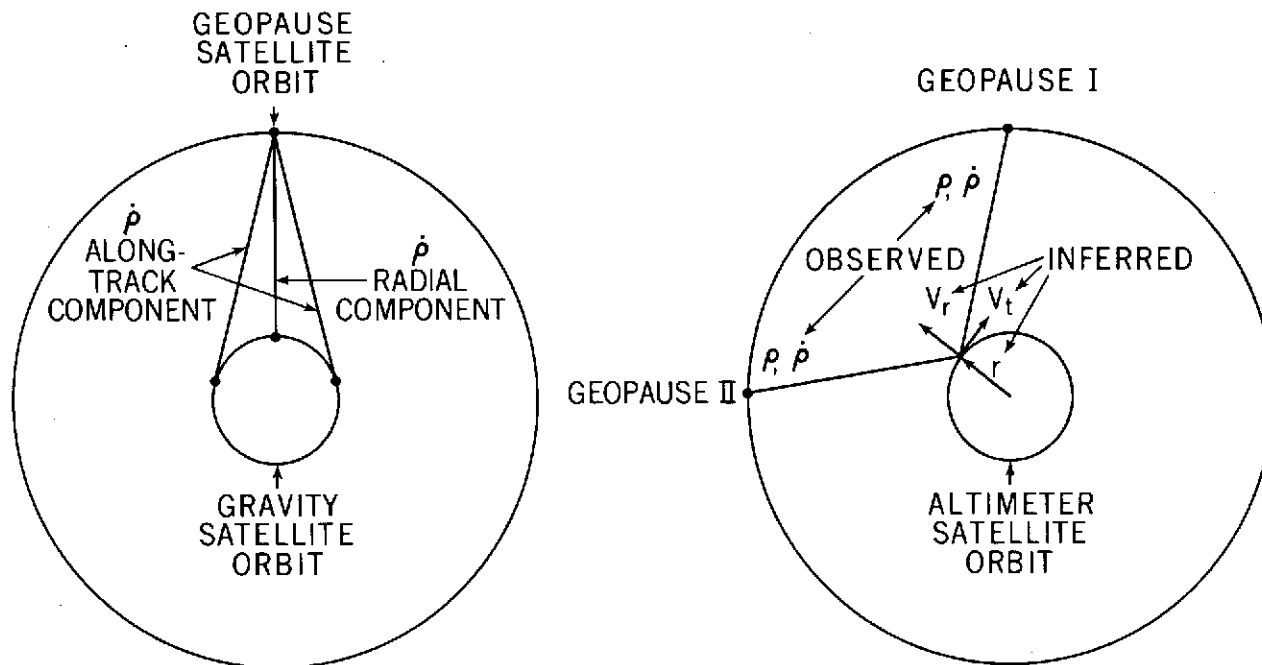 GEOPAUSE
SATELLITE
ORBIT
ρ̇
ALONG-
TRACK
COMPONENT
ρ̇
RADIAL
COMPONENT
GRAVITY
SATELLITE
ORBIT
GEOPAUSE I
ρ, ρ̇
OBSERVED
INFERRED
Vr
Vt
r
ρ, ρ̇
GEOPAUSE II
ALTIMETER
SATELLITE
ORBIT